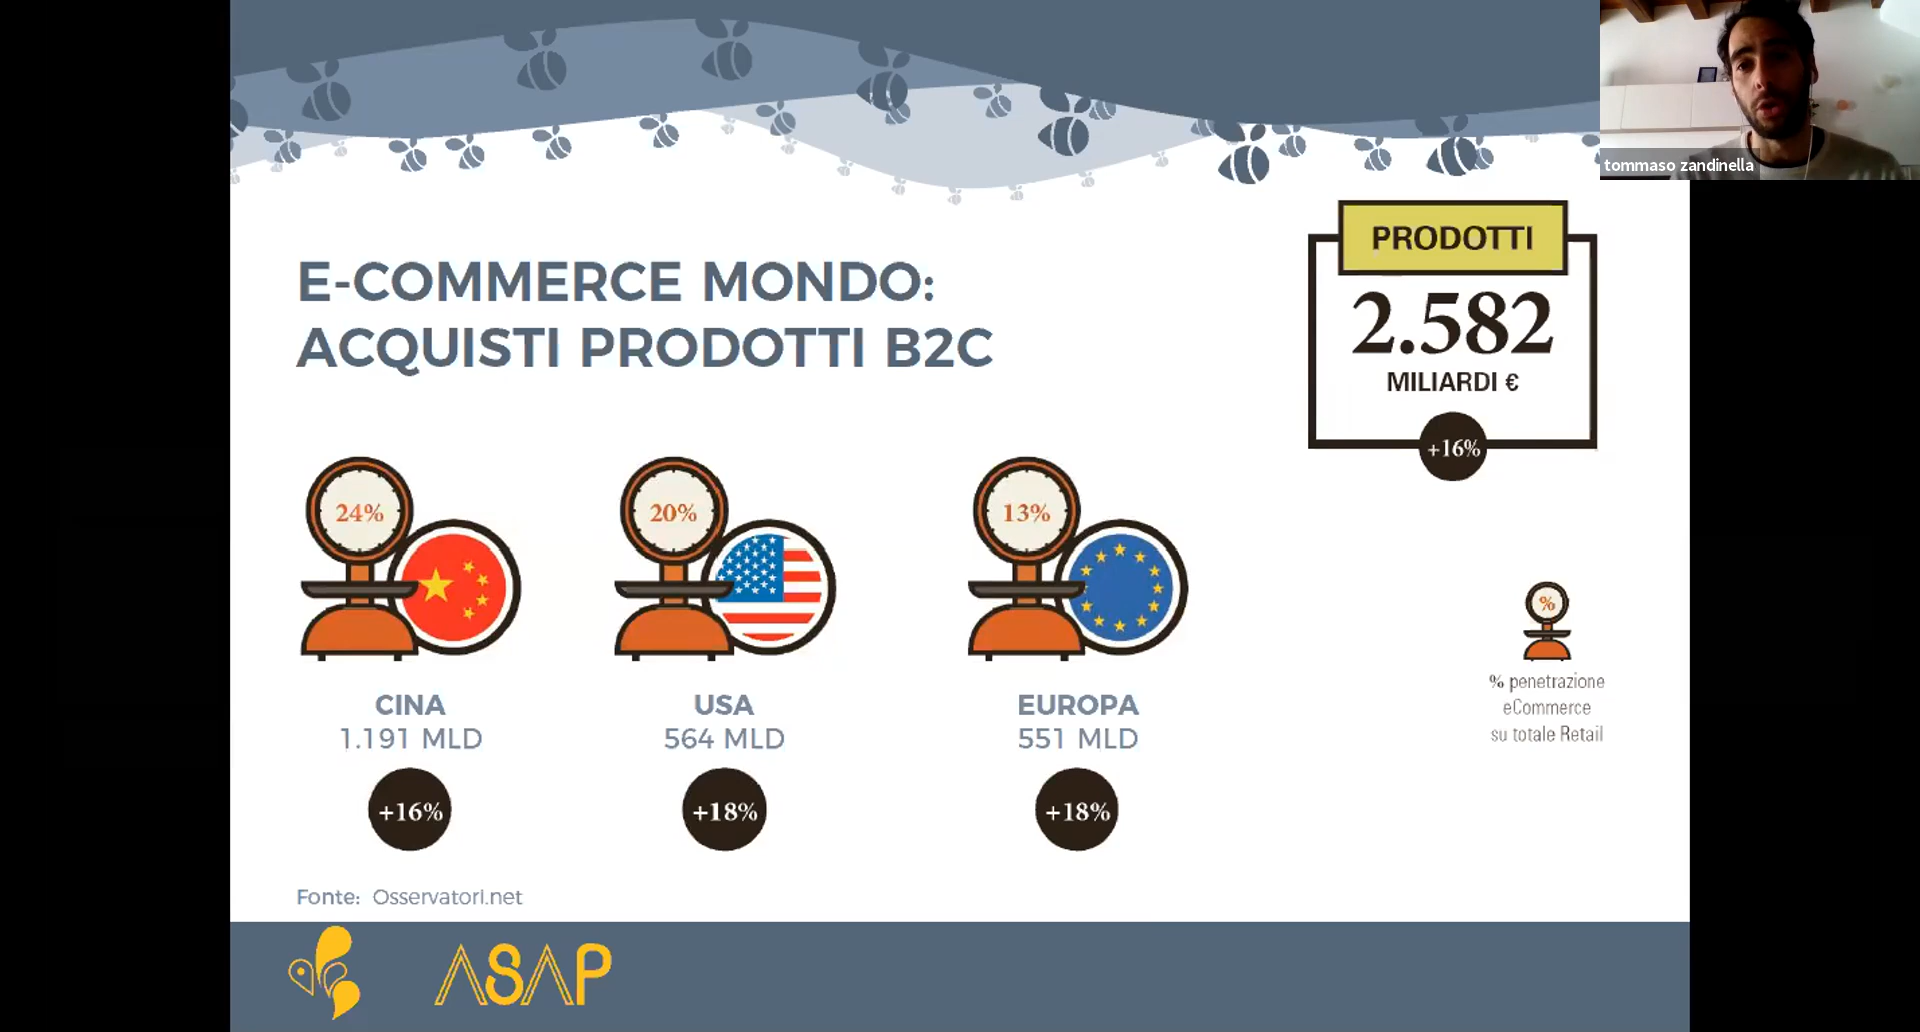 tommaso zandinella
PRODOTTI
2.582
MILIARDI €
+16%
E-COMMERCE MONDO:
ACQUISTI PRODOTTI B2C
24%
20%
13%
CINA
1.191 MLD
+16%
USA
564 MLD
+18%
EUROPA
551 MLD
+18%
%
% penetrazione
eCommerce
su totale Retail
Fonte: Osservatori.net
ASAP